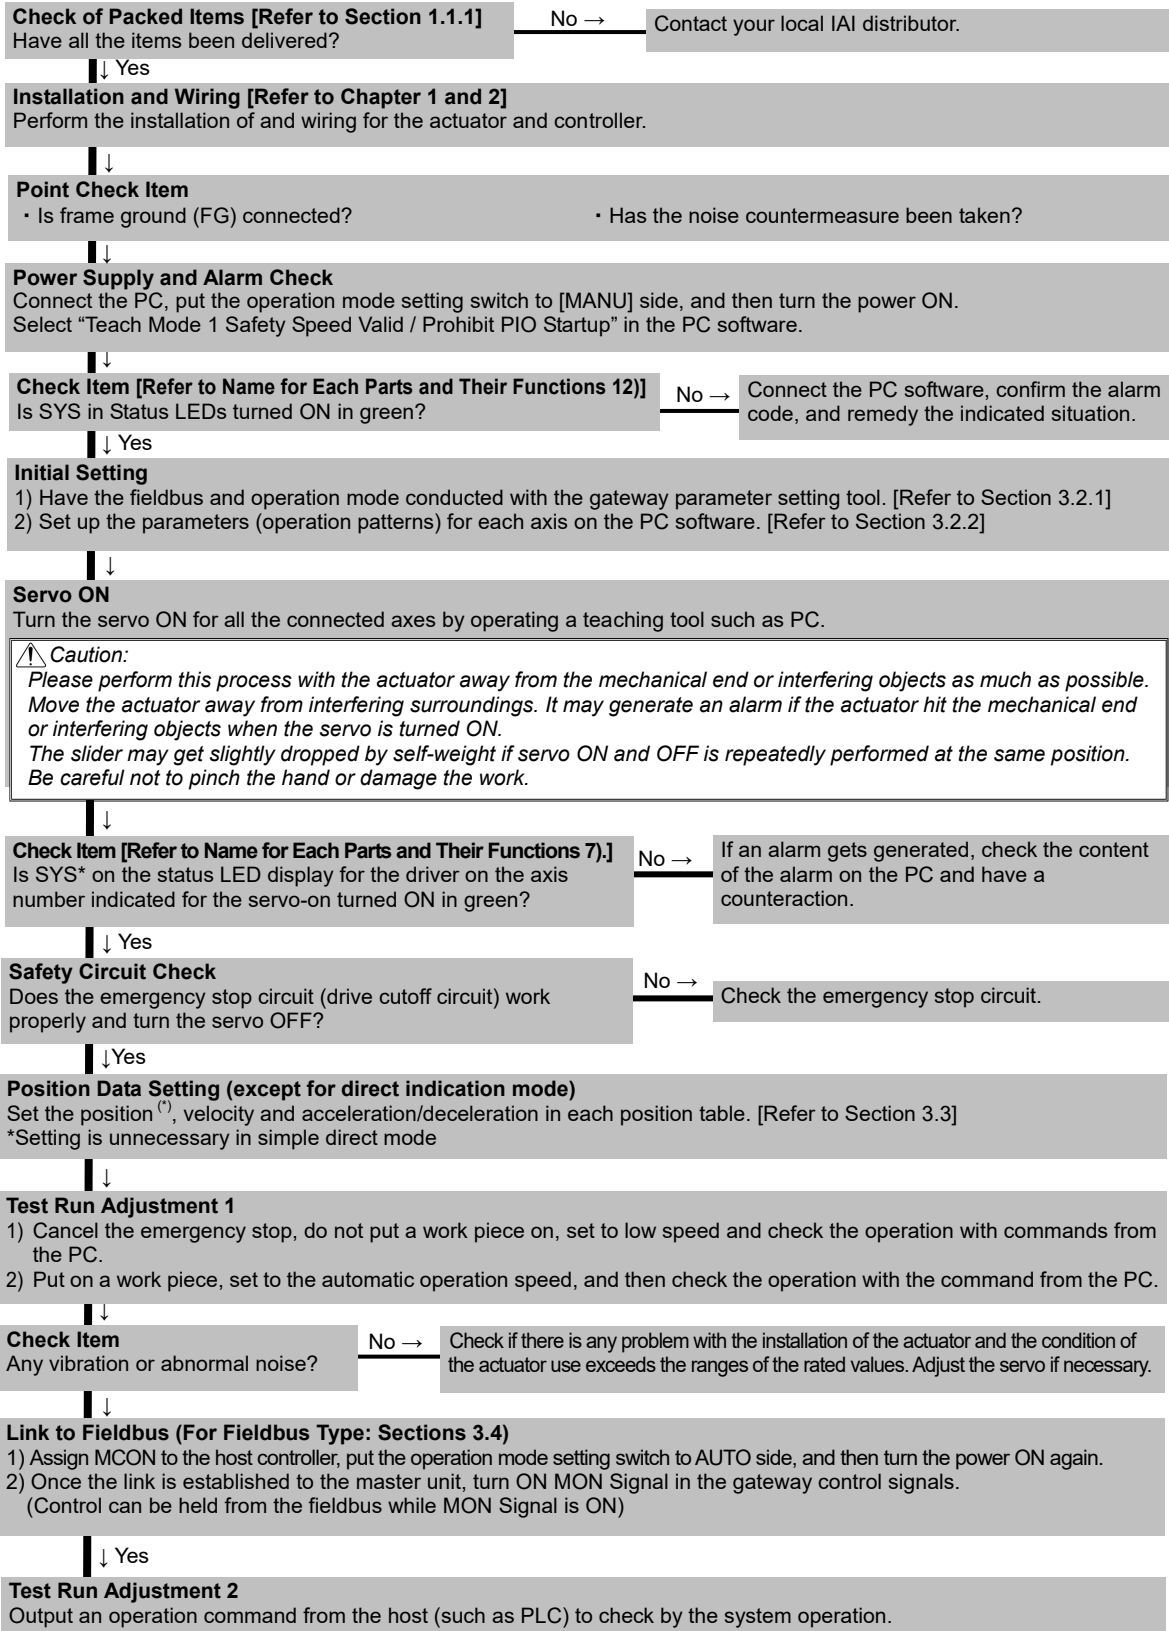 Check of Packed Items [Refer to Section 1.1.1]
Have all the items been delivered?
No →
Contact your local IAI distributor.
↓ Yes
Installation and Wiring [Refer to Chapter 1 and 2]
Perform the installation of and wiring for the actuator and controller.
↓
Point Check Item
・Is frame ground (FG) connected?
・Has the noise countermeasure been taken?
↓
Power Supply and Alarm Check
Connect the PC, put the operation mode setting switch to [MANU] side, and then turn the power ON.
Select “Teach Mode 1 Safety Speed Valid / Prohibit PIO Startup” in the PC software.
↓
Check Item [Refer to Name for Each Parts and Their Functions 12)]
Is SYS in Status LEDs turned ON in green?
No →
Connect the PC software, confirm the alarm
code, and remedy the indicated situation.
↓ Yes
Initial Setting
1) Have the fieldbus and operation mode conducted with the gateway parameter setting tool. [Refer to Section 3.2.1]
2) Set up the parameters (operation patterns) for each axis on the PC software. [Refer to Section 3.2.2]
↓
Servo ON
Turn the servo ON for all the connected axes by operating a teaching tool such as PC.
⚠ Caution:
Please perform this process with the actuator away from the mechanical end or interfering objects as much as possible.
Move the actuator away from interfering surroundings. It may generate an alarm if the actuator hit the mechanical end
or interfering objects when the servo is turned ON.
The slider may get slightly dropped by self-weight if servo ON and OFF is repeatedly performed at the same position.
Be careful not to pinch the hand or damage the work.
↓
Check Item [Refer to Name for Each Parts and Their Functions 7).]
Is SYS* on the status LED display for the driver on the axis
number indicated for the servo-on turned ON in green?
No →
If an alarm gets generated, check the content
of the alarm on the PC and have a
counteraction.
↓ Yes
Safety Circuit Check
Does the emergency stop circuit (drive cutoff circuit) work
properly and turn the servo OFF?
No →
Check the emergency stop circuit.
↓Yes
Position Data Setting (except for direct indication mode)
Set the position (*), velocity and acceleration/deceleration in each position table. [Refer to Section 3.3]
*Setting is unnecessary in simple direct mode
↓
Test Run Adjustment 1
1) Cancel the emergency stop, do not put a work piece on, set to low speed and check the operation with commands from
the PC.
2) Put on a work piece, set to the automatic operation speed, and then check the operation with the command from the PC.
↓
Check Item
Any vibration or abnormal noise?
No →
Check if there is any problem with the installation of the actuator and the condition of
the actuator use exceeds the ranges of the rated values. Adjust the servo if necessary.
↓
Link to Fieldbus (For Fieldbus Type: Sections 3.4)
1) Assign MCON to the host controller, put the operation mode setting switch to AUTO side, and then turn the power ON again.
2) Once the link is established to the master unit, turn ON MON Signal in the gateway control signals.
(Control can be held from the fieldbus while MON Signal is ON)
↓ Yes
Test Run Adjustment 2
Output an operation command from the host (such as PLC) to check by the system operation.